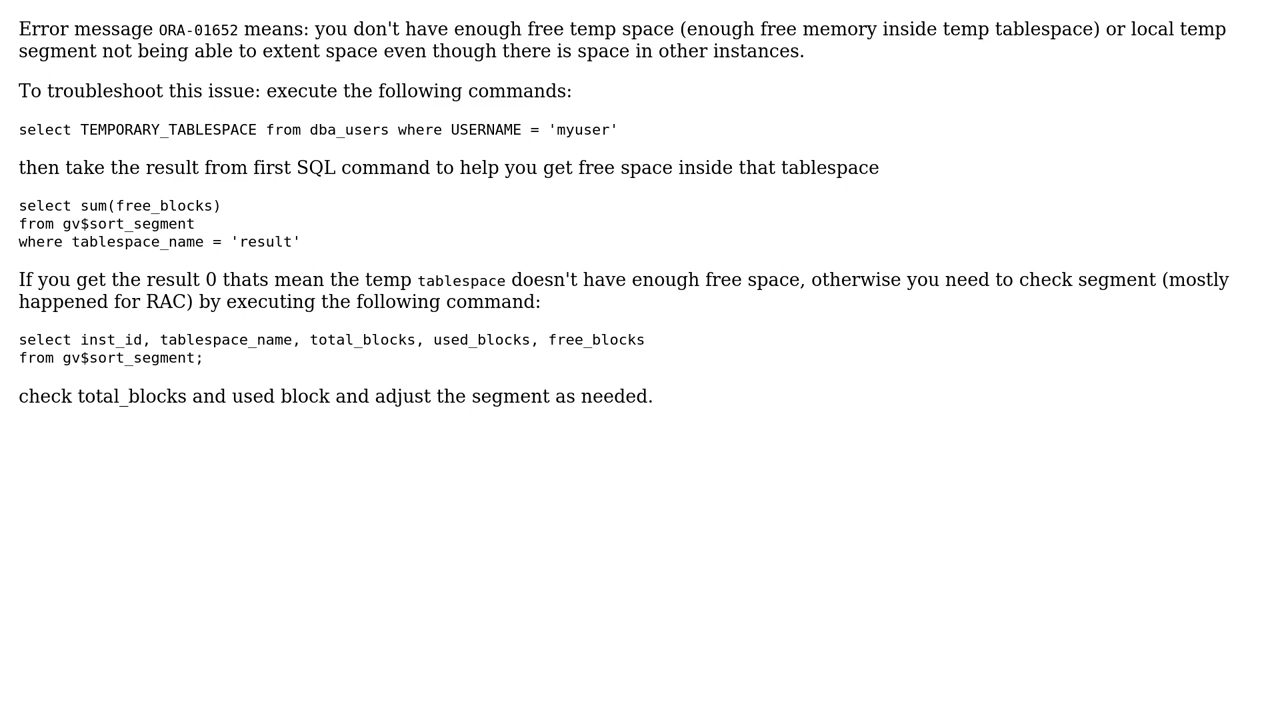 Error message ORA-01652 means: you don't have enough free temp space (enough free memory inside temp tablespace) or local temp
segment not being able to extent space even though there is space in other instances.
To troubleshoot this issue: execute the following commands:
select TEMPORARY_TABLESPACE from dba_users where USERNAME = 'myuser'
then take the result from first SQL command to help you get free space inside that tablespace
select sum(free_blocks)
from gv$sort_segment
where tablespace_name = 'result'
If you get the result 0 thats mean the temp tablespace doesn't have enough free space, otherwise you need to check segment (mostly
happened for RAC) by executing the following command:
select inst_id, tablespace_name, total_blocks, used_blocks, free_blocks
from gv$sort_segment;
check total_blocks and used block and adjust the segment as needed.